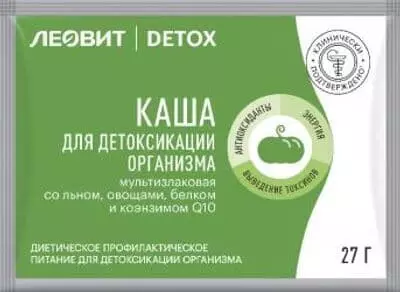 ЛЕОВИТ | DETOX
КЛИНИЧЕСКИ
ПОДТВЕРЖДЕНО
КАША
ДЛЯ ДЕТОКСИКАЦИИ
ОРГАНИЗМА
мультизлаковая
со льном, овощами, белком
и коэнзимом Q10
АНТИОКСИДАНТЫ
ЭНЕРГИЯ
ВЫВЕДЕНИЕ ТОКСИНОВ
ДИЕТИЧЕСКОЕ ПРОФИЛАКТИЧЕСКОЕ
ПИТАНИЕ ДЛЯ ДЕТОКСИКАЦИИ ОРГАНИЗМА
27 Г